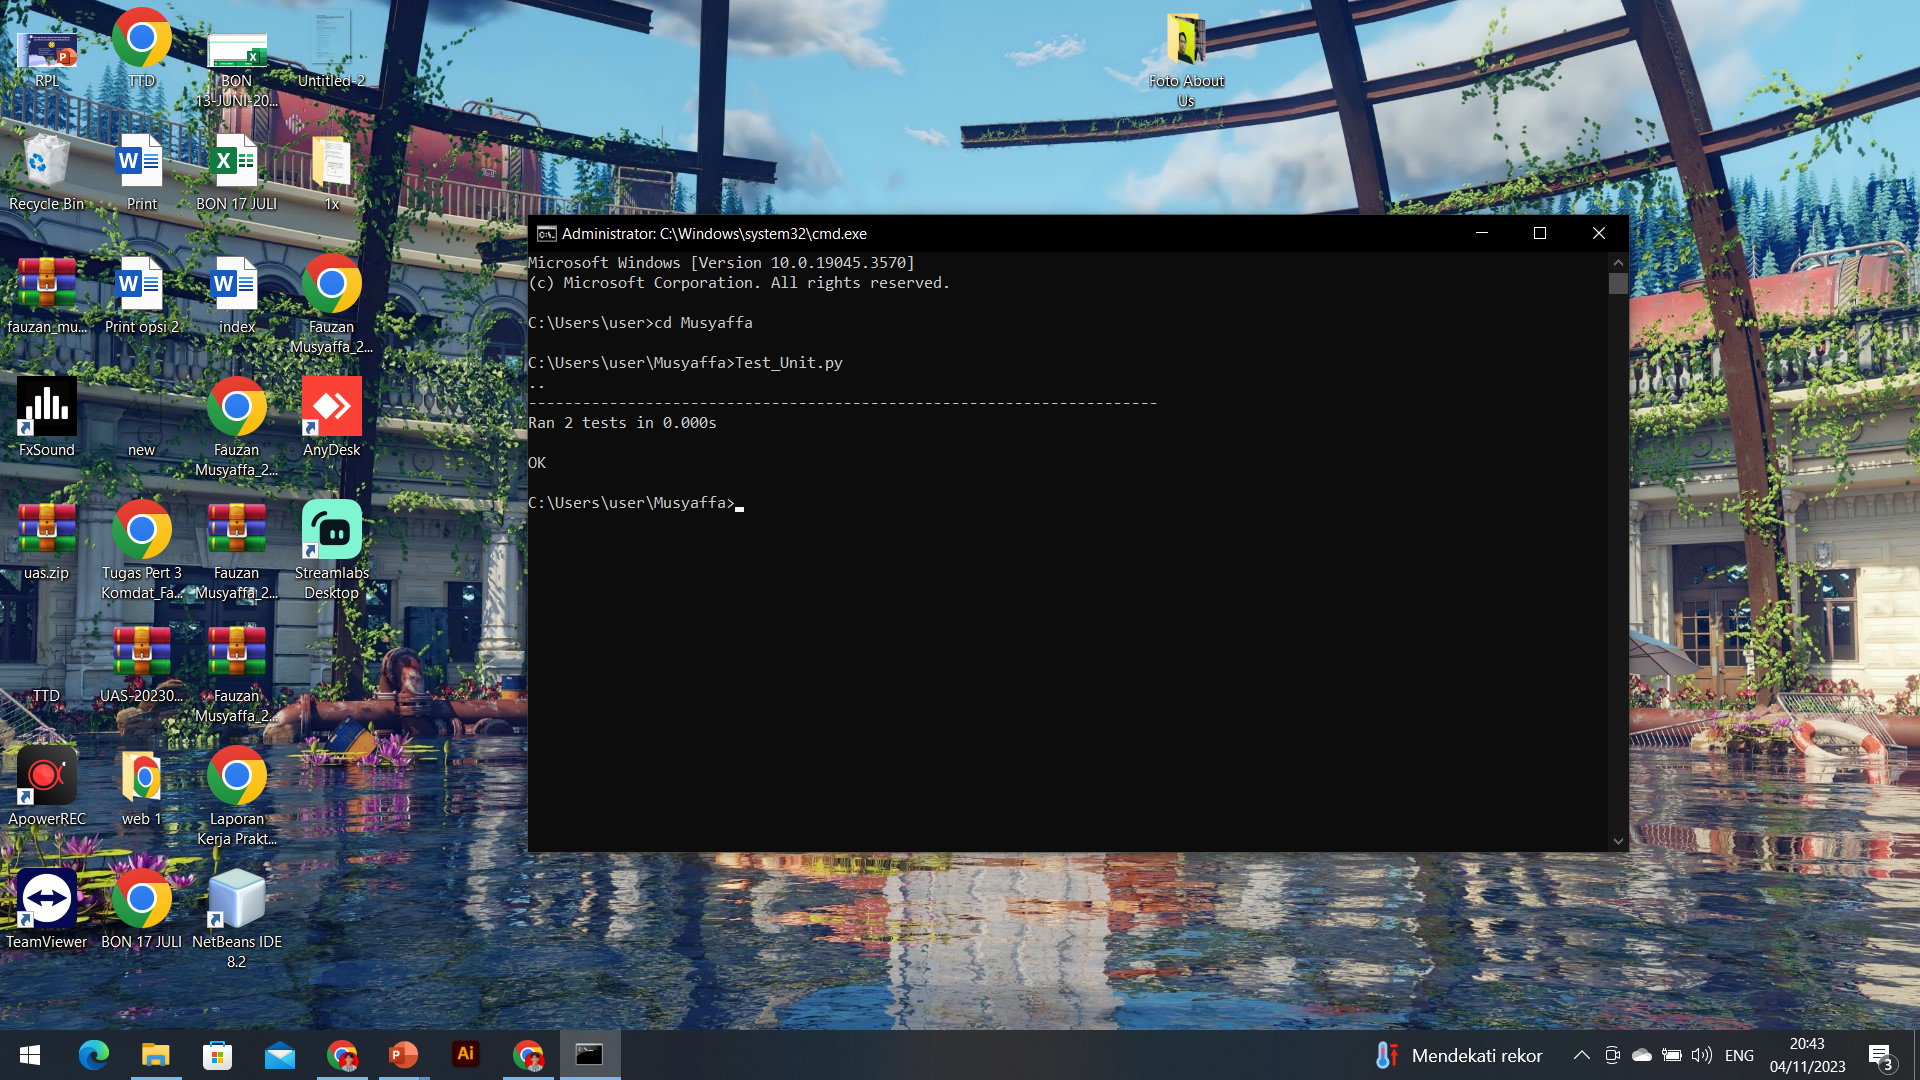 RPL
TTD
BON
13-JUNI-20...
Untitled-2
Foto About
Us
Recycle Bin
Print
BON 17 JULI
1x
fauzan_mu...
Print opsi 2
index
Fauzan
Musyaffa_2...
FxSound
new
Fauzan
Musyaffa_2...
AnyDesk
uas.zip
Tugas Pert 3
Komdat_Fa...
Fauzan
Musyaffa_2...
Streamlabs
Desktop
TTD
UAS-20230...
Fauzan
Musyaffa_2...
ApowerREC
web 1
Laporan
Kerja Prakt...
TeamViewer
BON 17 JULI
NetBeans IDE
8.2
Administrator: C:\Windows\system32\cmd.exe
Microsoft Windows [Version 10.0.19045.3570]
(c) Microsoft Corporation. All rights reserved.
C:\Users\user>cd Musyaffa
C:\Users\user\Musyaffa>Test_Unit.py
..
----------------------------------------------------------------------
Ran 2 tests in 0.000s
OK
C:\Users\user\Musyaffa>
Ai
Mendekati rekor
ENG
20:43
04/11/2023
3